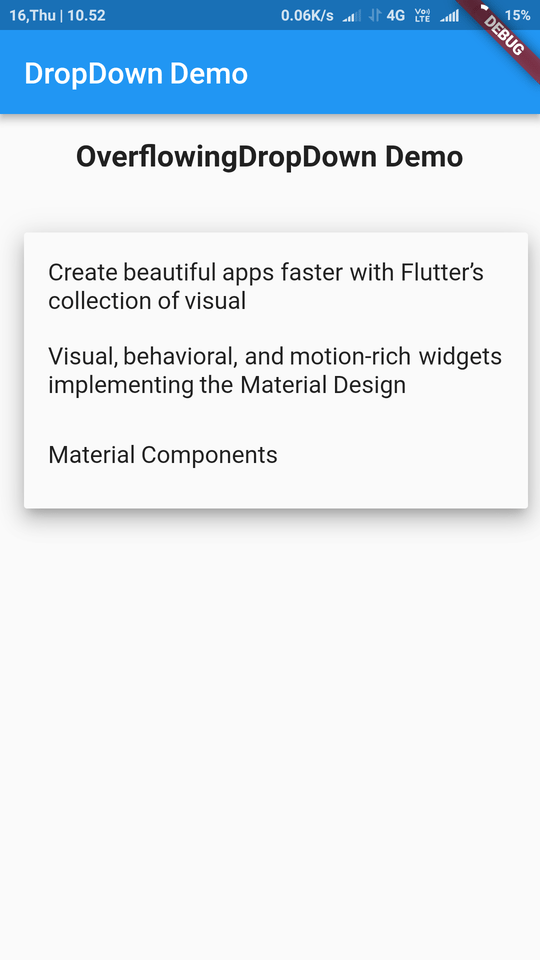 16,Thu | 10.52 0.06K/s 4G Vo) LTE 15%
DEBUG
DropDown Demo
OverflowingDropDown Demo
Create beautiful apps faster with Flutter’s
collection of visual
Visual, behavioral, and motion-rich widgets
implementing the Material Design
Material Components